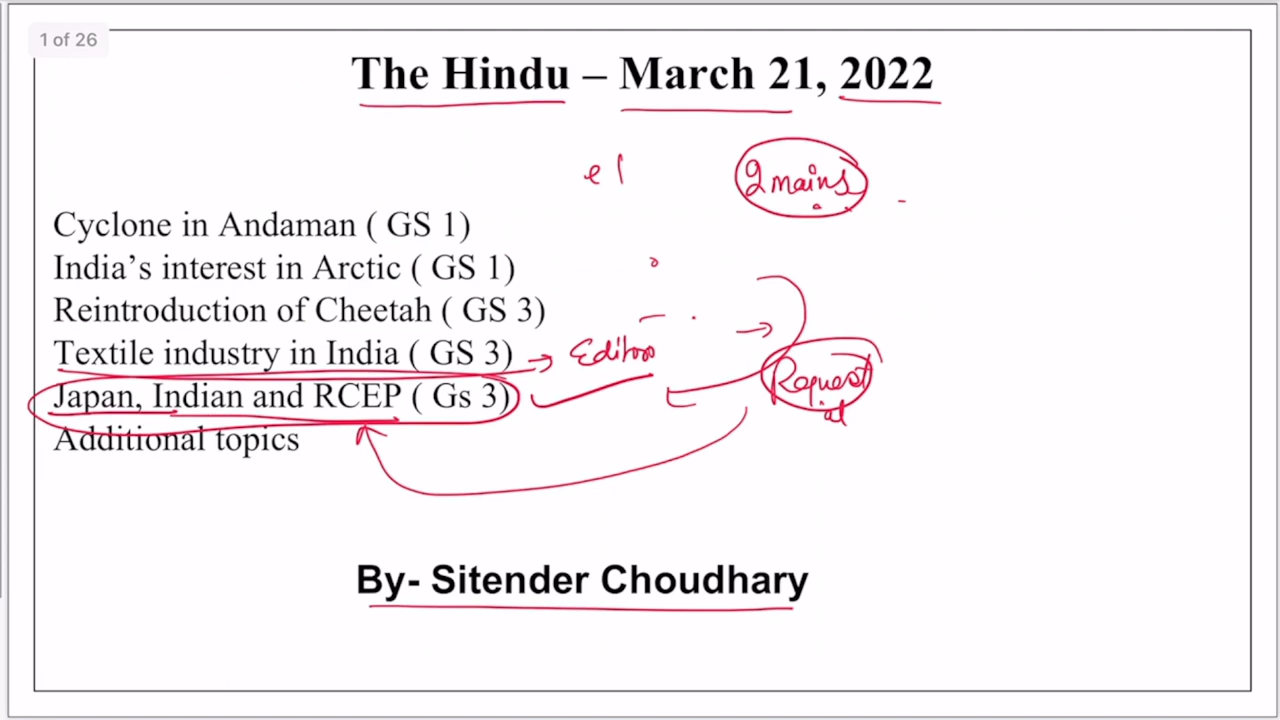 1 of 26
The Hindu – March 21, 2022
2 mains
Cyclone in Andaman ( GS 1)
India’s interest in Arctic ( GS 1)
Reintroduction of Cheetah ( GS 3)
Textile industry in India ( GS 3)
Request
Japan, Indian and RCEP ( Gs 3)
Additional topics
By- Sitender Choudhary